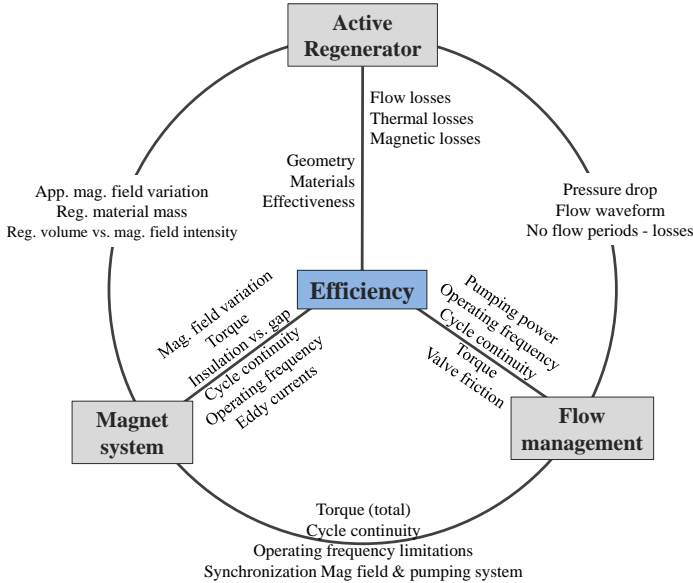 Active
Regenerator
Flow losses
Thermal losses
Magnetic losses
Geometry
Materials
Effectiveness
App. mag. field variation
Reg. material mass
Reg. volume vs. mag. field intensity
Pressure drop
Flow waveform
No flow periods - losses
Efficiency
Mag. field variation
Torque
Insulation vs. gap
Cycle continuity
Operating frequency
Eddy currents
Pumping power
Operating frequency
Cycle continuity
Torque
Valve friction
Magnet
system
Flow
management
Torque (total)
Cycle continuity
Operating frequency limitations
Synchronization Mag field & pumping system